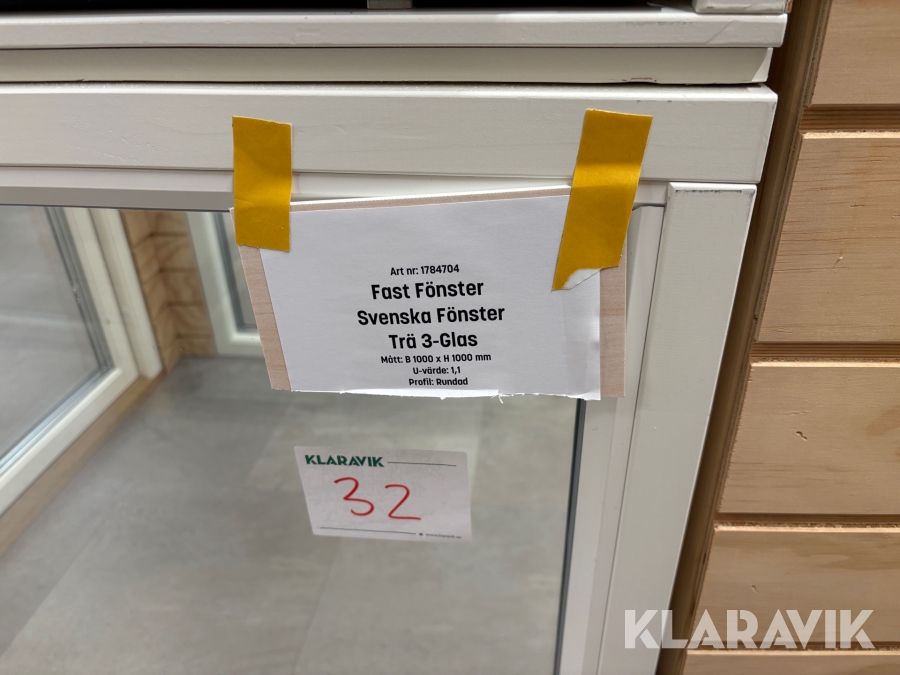 Art nr: 1784704
Fast Fönster
Svenska Fönster
Trä 3-Glas
Mått: B 1000 x H 1000 mm
U-värde: 1,1
Profil: Rundad
KLARAVIK
32
KLARAVIK